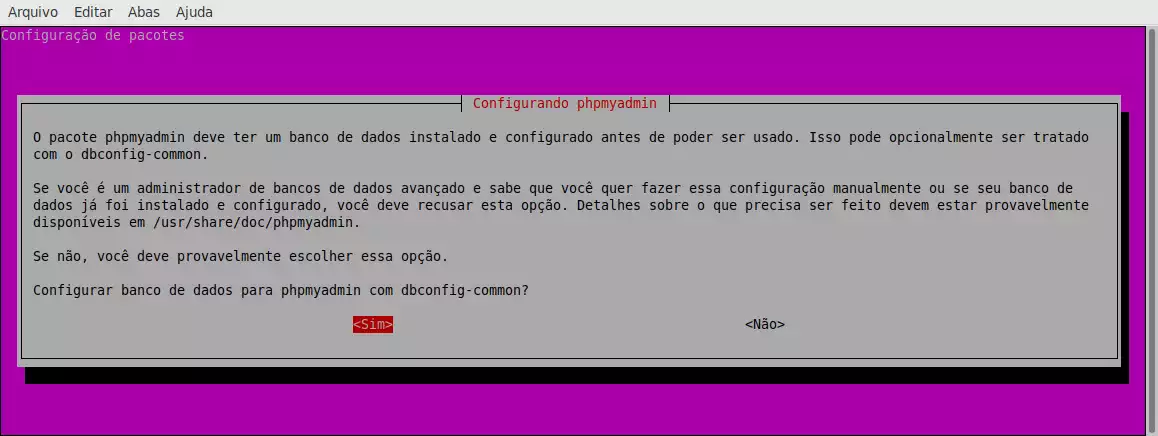 Arquivo Editar Abas Ajuda
Configuração de pacotes
Configurando phpmyadmin
O pacote phpmyadmin deve ter um banco de dados instalado e configurado antes de poder ser usado. Isso pode opcionalmente ser tratado
com o dbconfig-common.
Se você é um administrador de bancos de dados avançado e sabe que você quer fazer essa configuração manualmente ou se seu banco de
dados já foi instalado e configurado, você deve recusar esta opção. Detalhes sobre o que precisa ser feito devem estar provavelmente
disponíveis em /usr/share/doc/phpmyadmin.
Se não, você deve provavelmente escolher essa opção.
Configurar banco de dados para phpmyadmin com dbconfig-common?
<Sim> <Não>